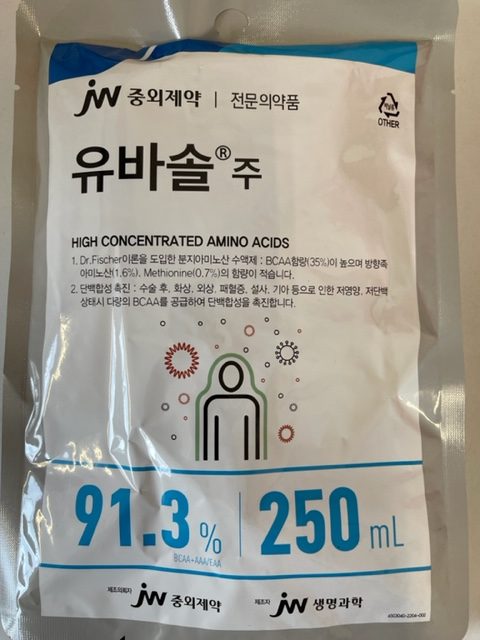 JW 중외제약 | 전문의약품
OTHER
유바솔® 주
HIGH CONCENTRATED AMINO ACIDS
1. Dr.Fischer이론을 도입한 분지아미노산 수액제 : BCAA함량(35%)이 높으며 방향족
아미노산(1.6%), Methionine(0.7%)의 함량이 적습니다.
2. 단백합성 촉진 : 수술 후, 화상, 외상, 패혈증, 설사, 기아 등으로 인한 저영양, 저단백
상태시 다량의 BCAA를 공급하여 단백합성을 촉진합니다.
91.3 % | 250 mL
BCAA+AAA/EAA
제조의뢰자 JW 중외제약 제조자 JW 생명과학